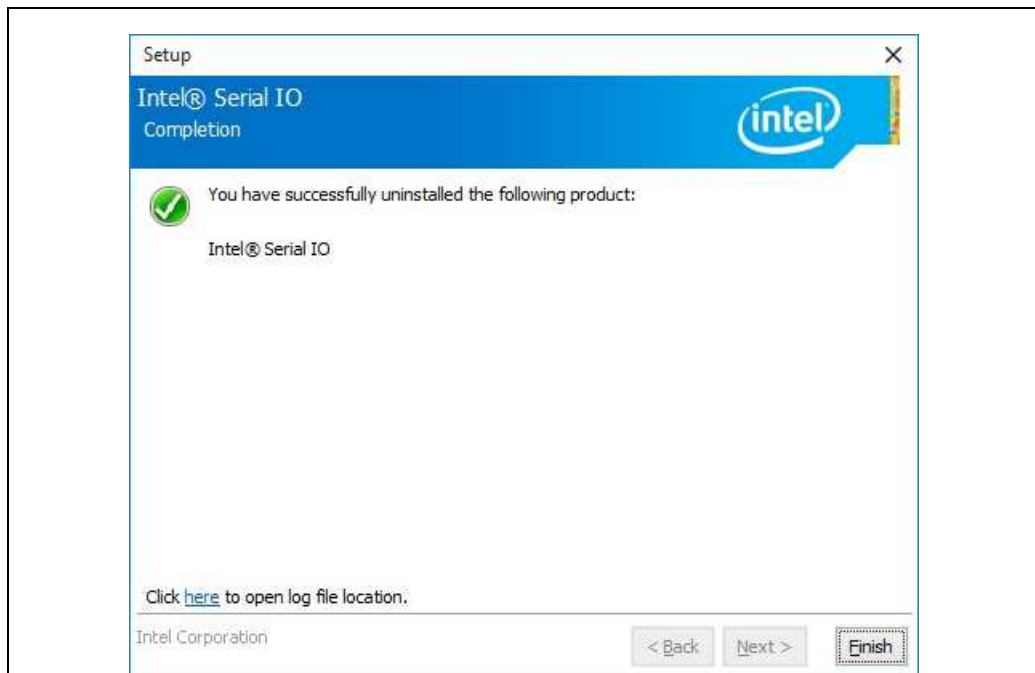 Setup
Intel® Serial IO
Completion
intel
You have successfully uninstalled the following product:
Intel® Serial IO
Click here to open log file location.
Intel Corporation
< Back Next > Finish